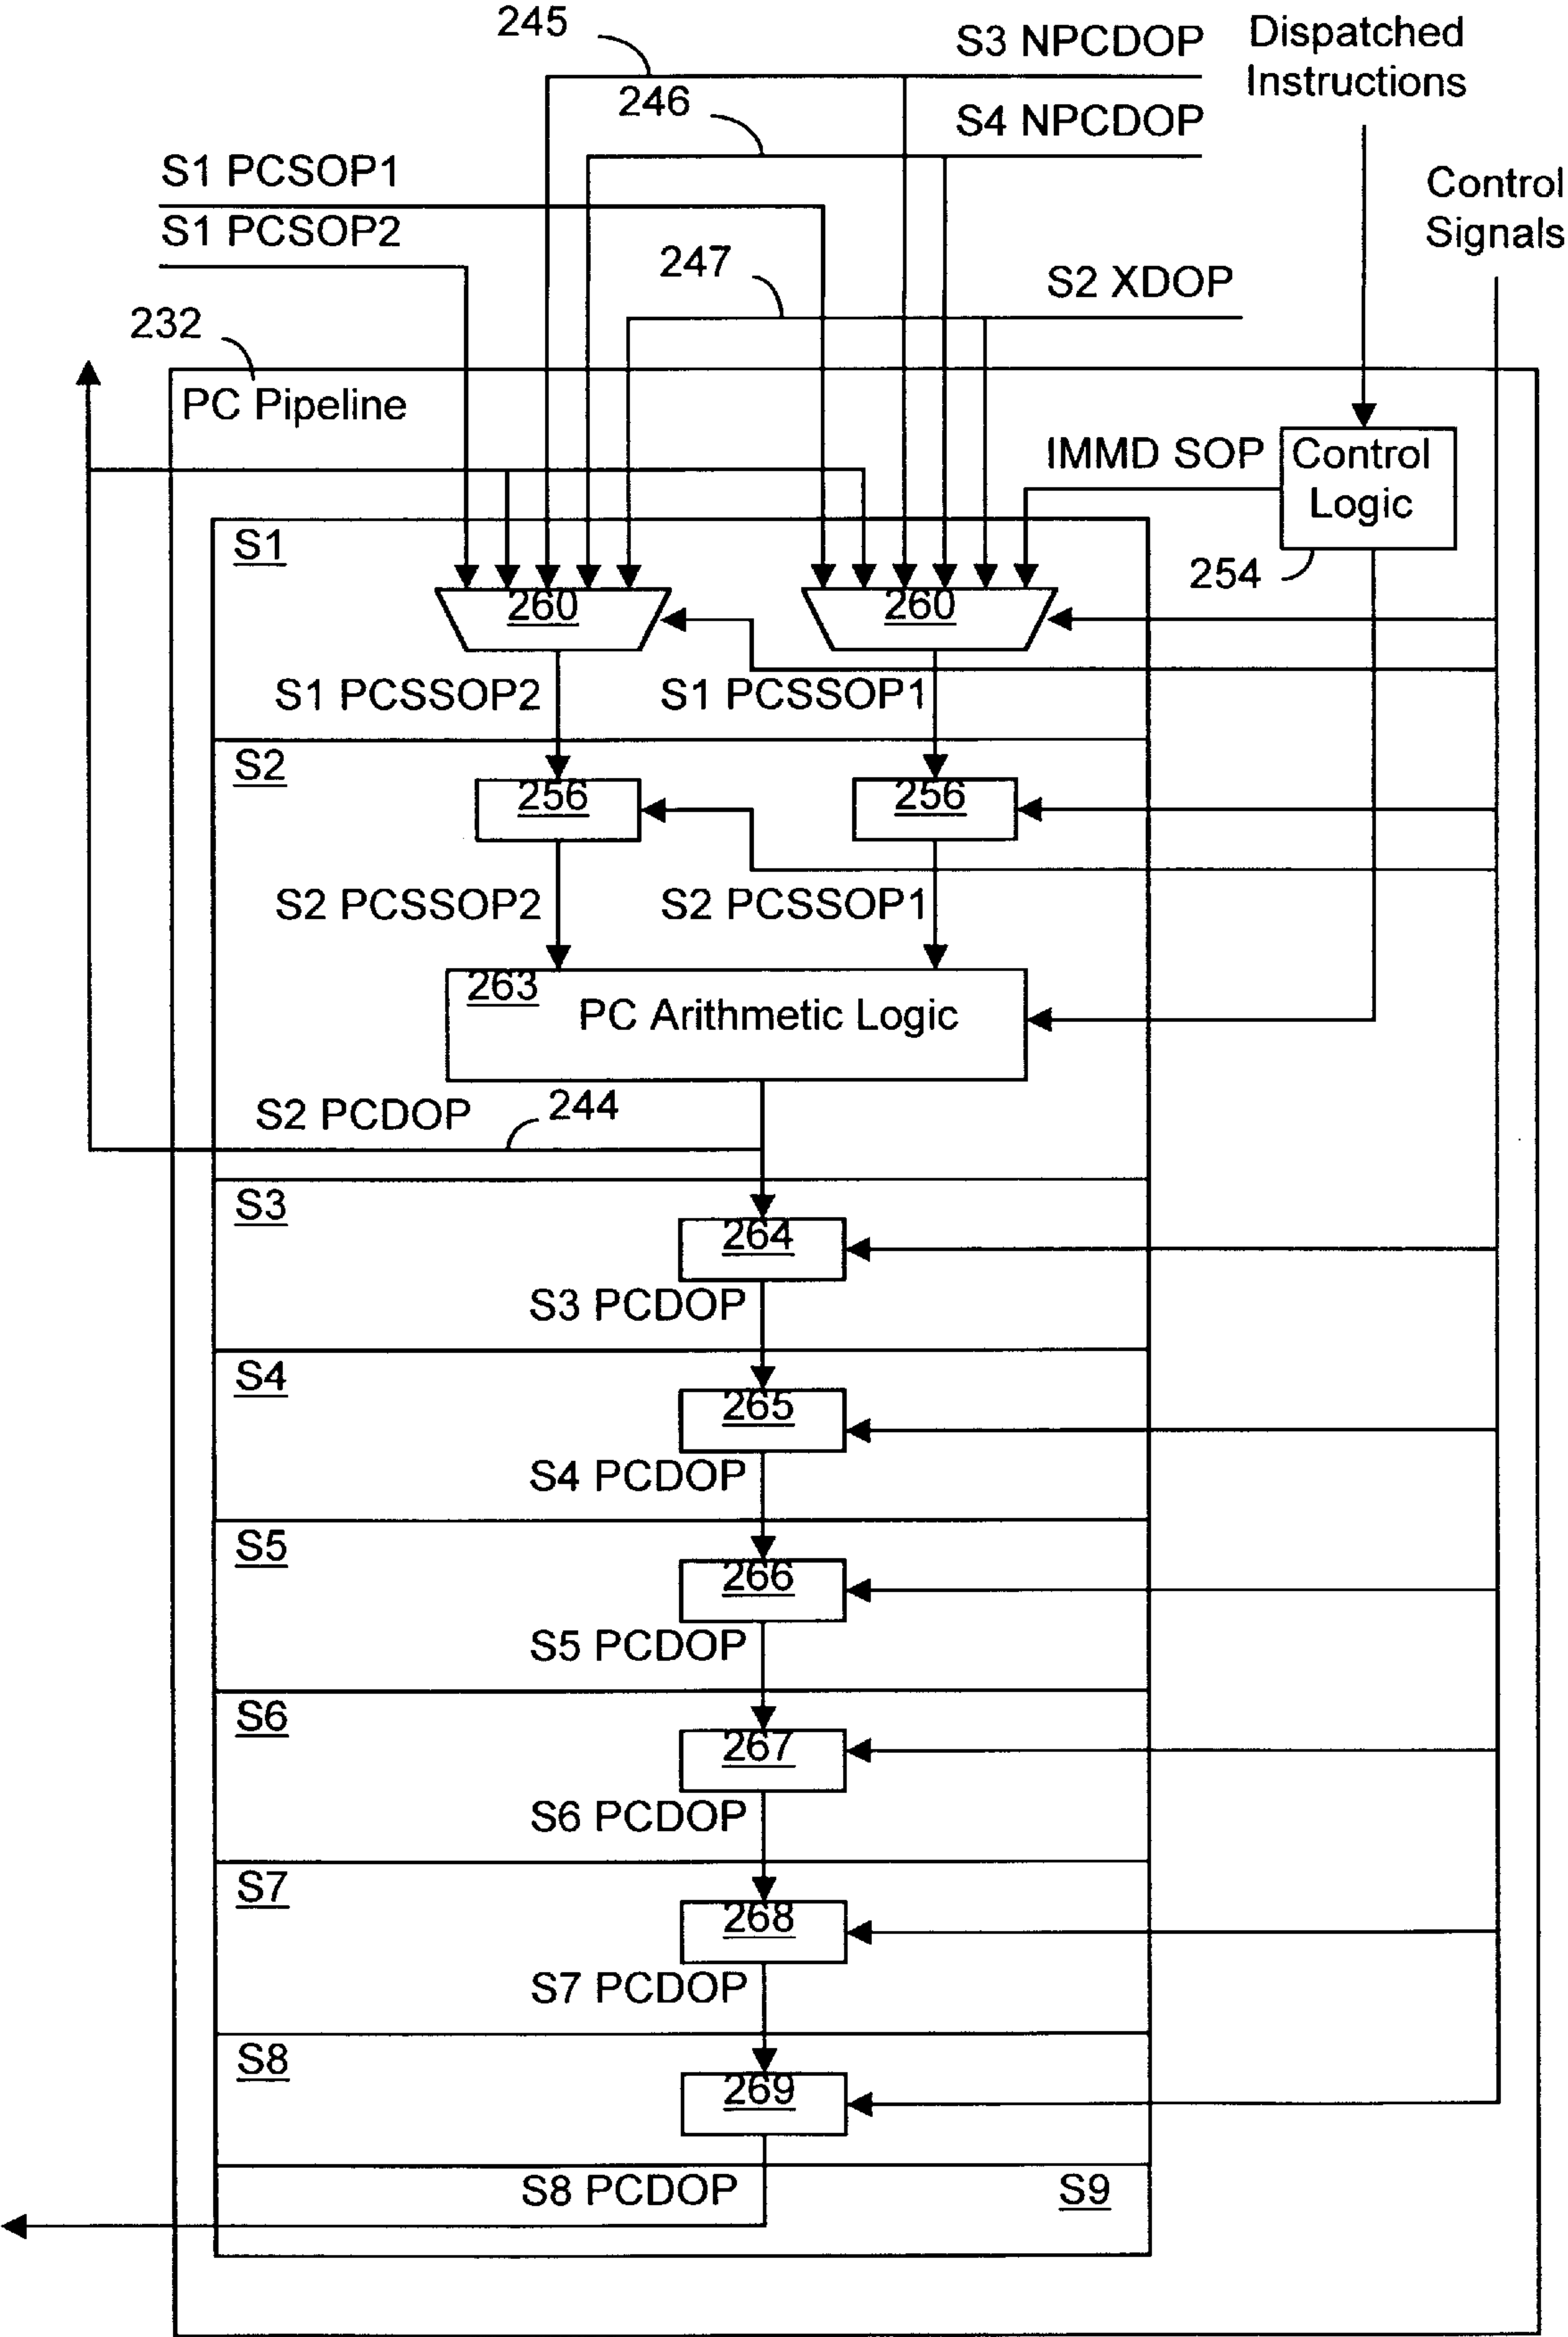 245
S3 NPCDOP
Dispatched
Instructions
246
S4 NPCDOP
S1 PCSOP1
Control
Signals
S1 PCSOP2
247
S2 XDOP
232
PC Pipeline
IMMD SOP
Control
Logic
S1
254
260
260
S1 PCSSOP2
S1 PCSSOP1
S2
256
256
S2 PCSSOP2
S2 PCSSOP1
263
PC Arithmetic Logic
S2 PCDOP
244
S3
264
S3 PCDOP
S4
265
S4 PCDOP
S5
266
S5 PCDOP
S6
267
S6 PCDOP
S7
268
S7 PCDOP
S8
269
S8 PCDOP
S9